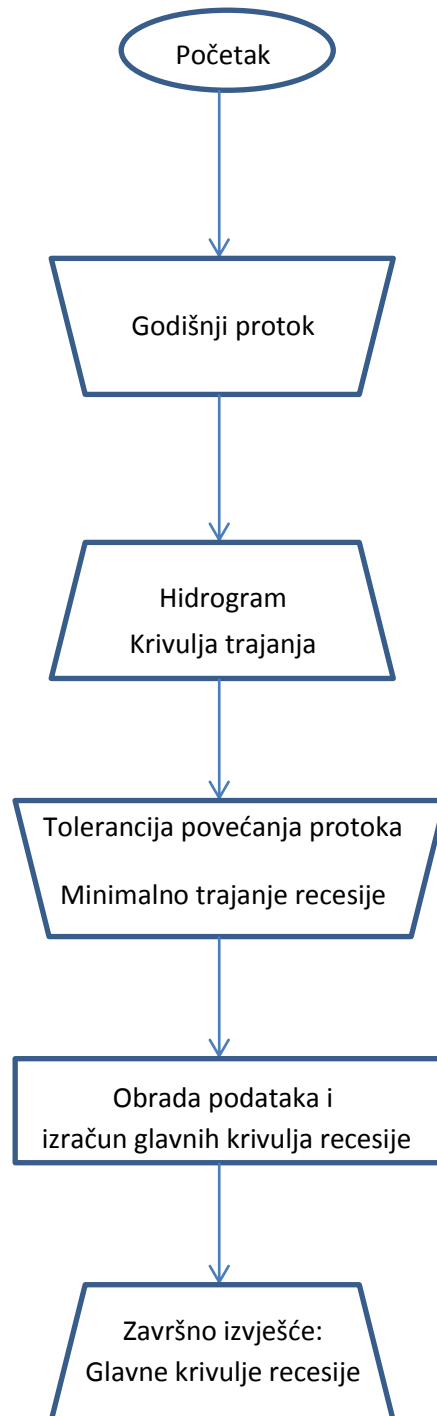 Početak
Godišnji protok
Hidrogram
Krivulja trajanja
Tolerancija povećanja protoka
Minimalno trajanje recesije
Obrada podataka i
izračun glavnih krivulja recesije
Završno izvješće:
Glavne krivulje recesije